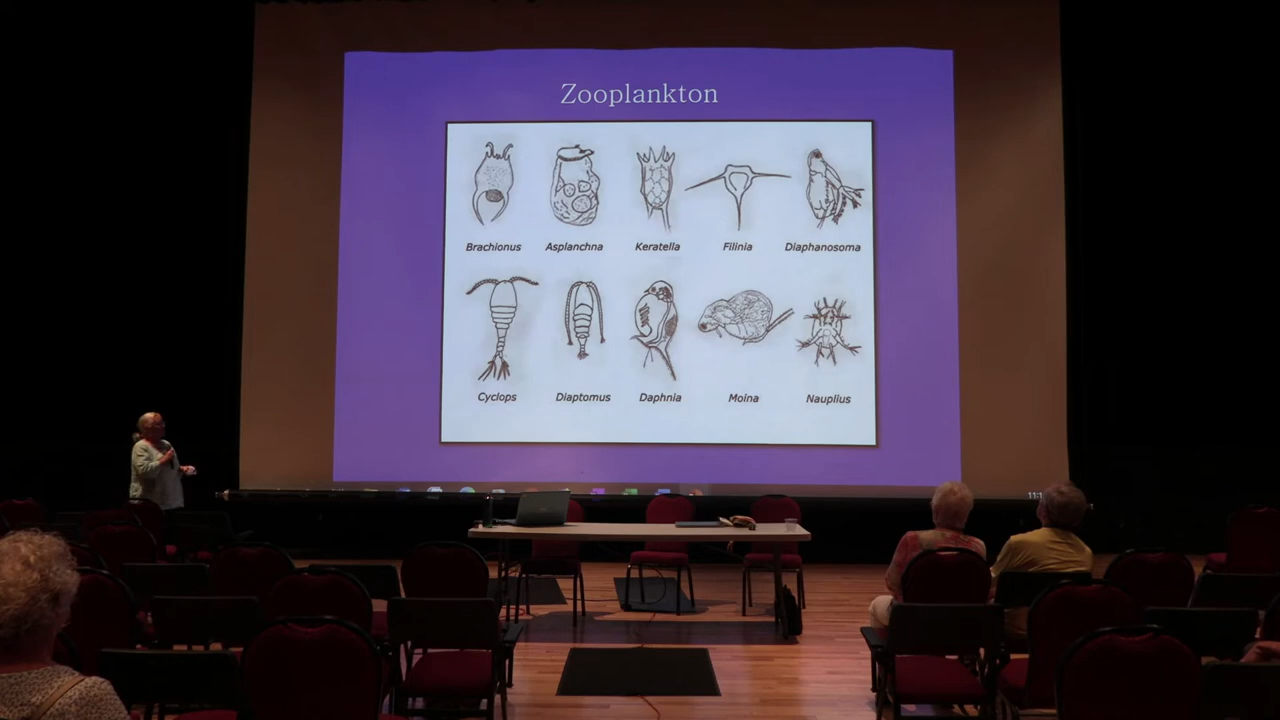 Zooplankton
Brachionus Asplanchna Keratella Filinia Diaphanosoma
Cyclops Diaptomus Daphnia Moina Nauplius